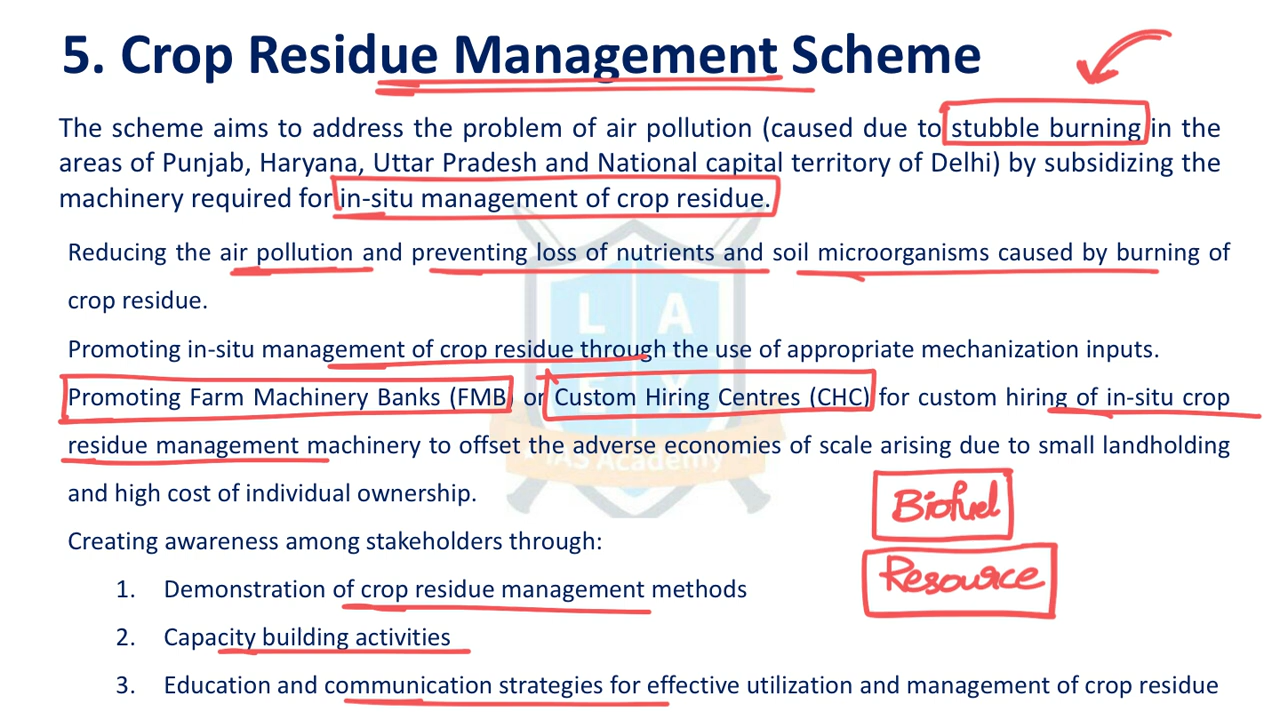 5. Crop Residue Management Scheme
The scheme aims to address the problem of air pollution (caused due to stubble burning in the
areas of Punjab, Haryana, Uttar Pradesh and National capital territory of Delhi) by subsidizing the
machinery required for in-situ management of crop residue.
Reducing the air pollution and preventing loss of nutrients and soil microorganisms caused by burning of
crop residue.
L A
Promoting in-situ management of crop residue through the use of appropriate mechanization inputs.
E X
Promoting Farm Machinery Banks (FMB) or Custom Hiring Centres (CHC) for custom hiring of in-situ crop
residue management machinery to offset the adverse economies of scale arising due to small landholding
IAS Academy
and high cost of individual ownership.
Biofuel
Creating awareness among stakeholders through:
Resource
1. Demonstration of crop residue management methods
2. Capacity building activities
3. Education and communication strategies for effective utilization and management of crop residue